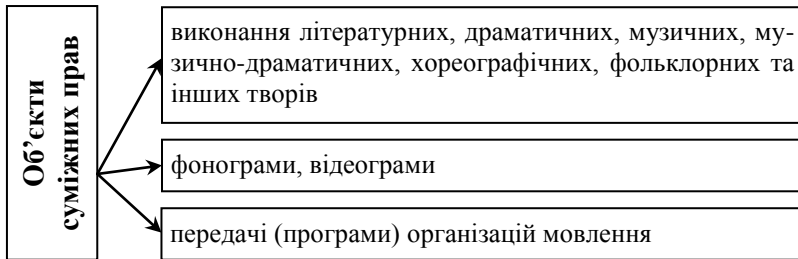 Об’єкти
суміжних прав
виконання літературних, драматичних, музичних, му-
зично-драматичних, хореографічних, фольклорних та
інших творів
фонограми, відеограми
передачі (програми) організацій мовлення